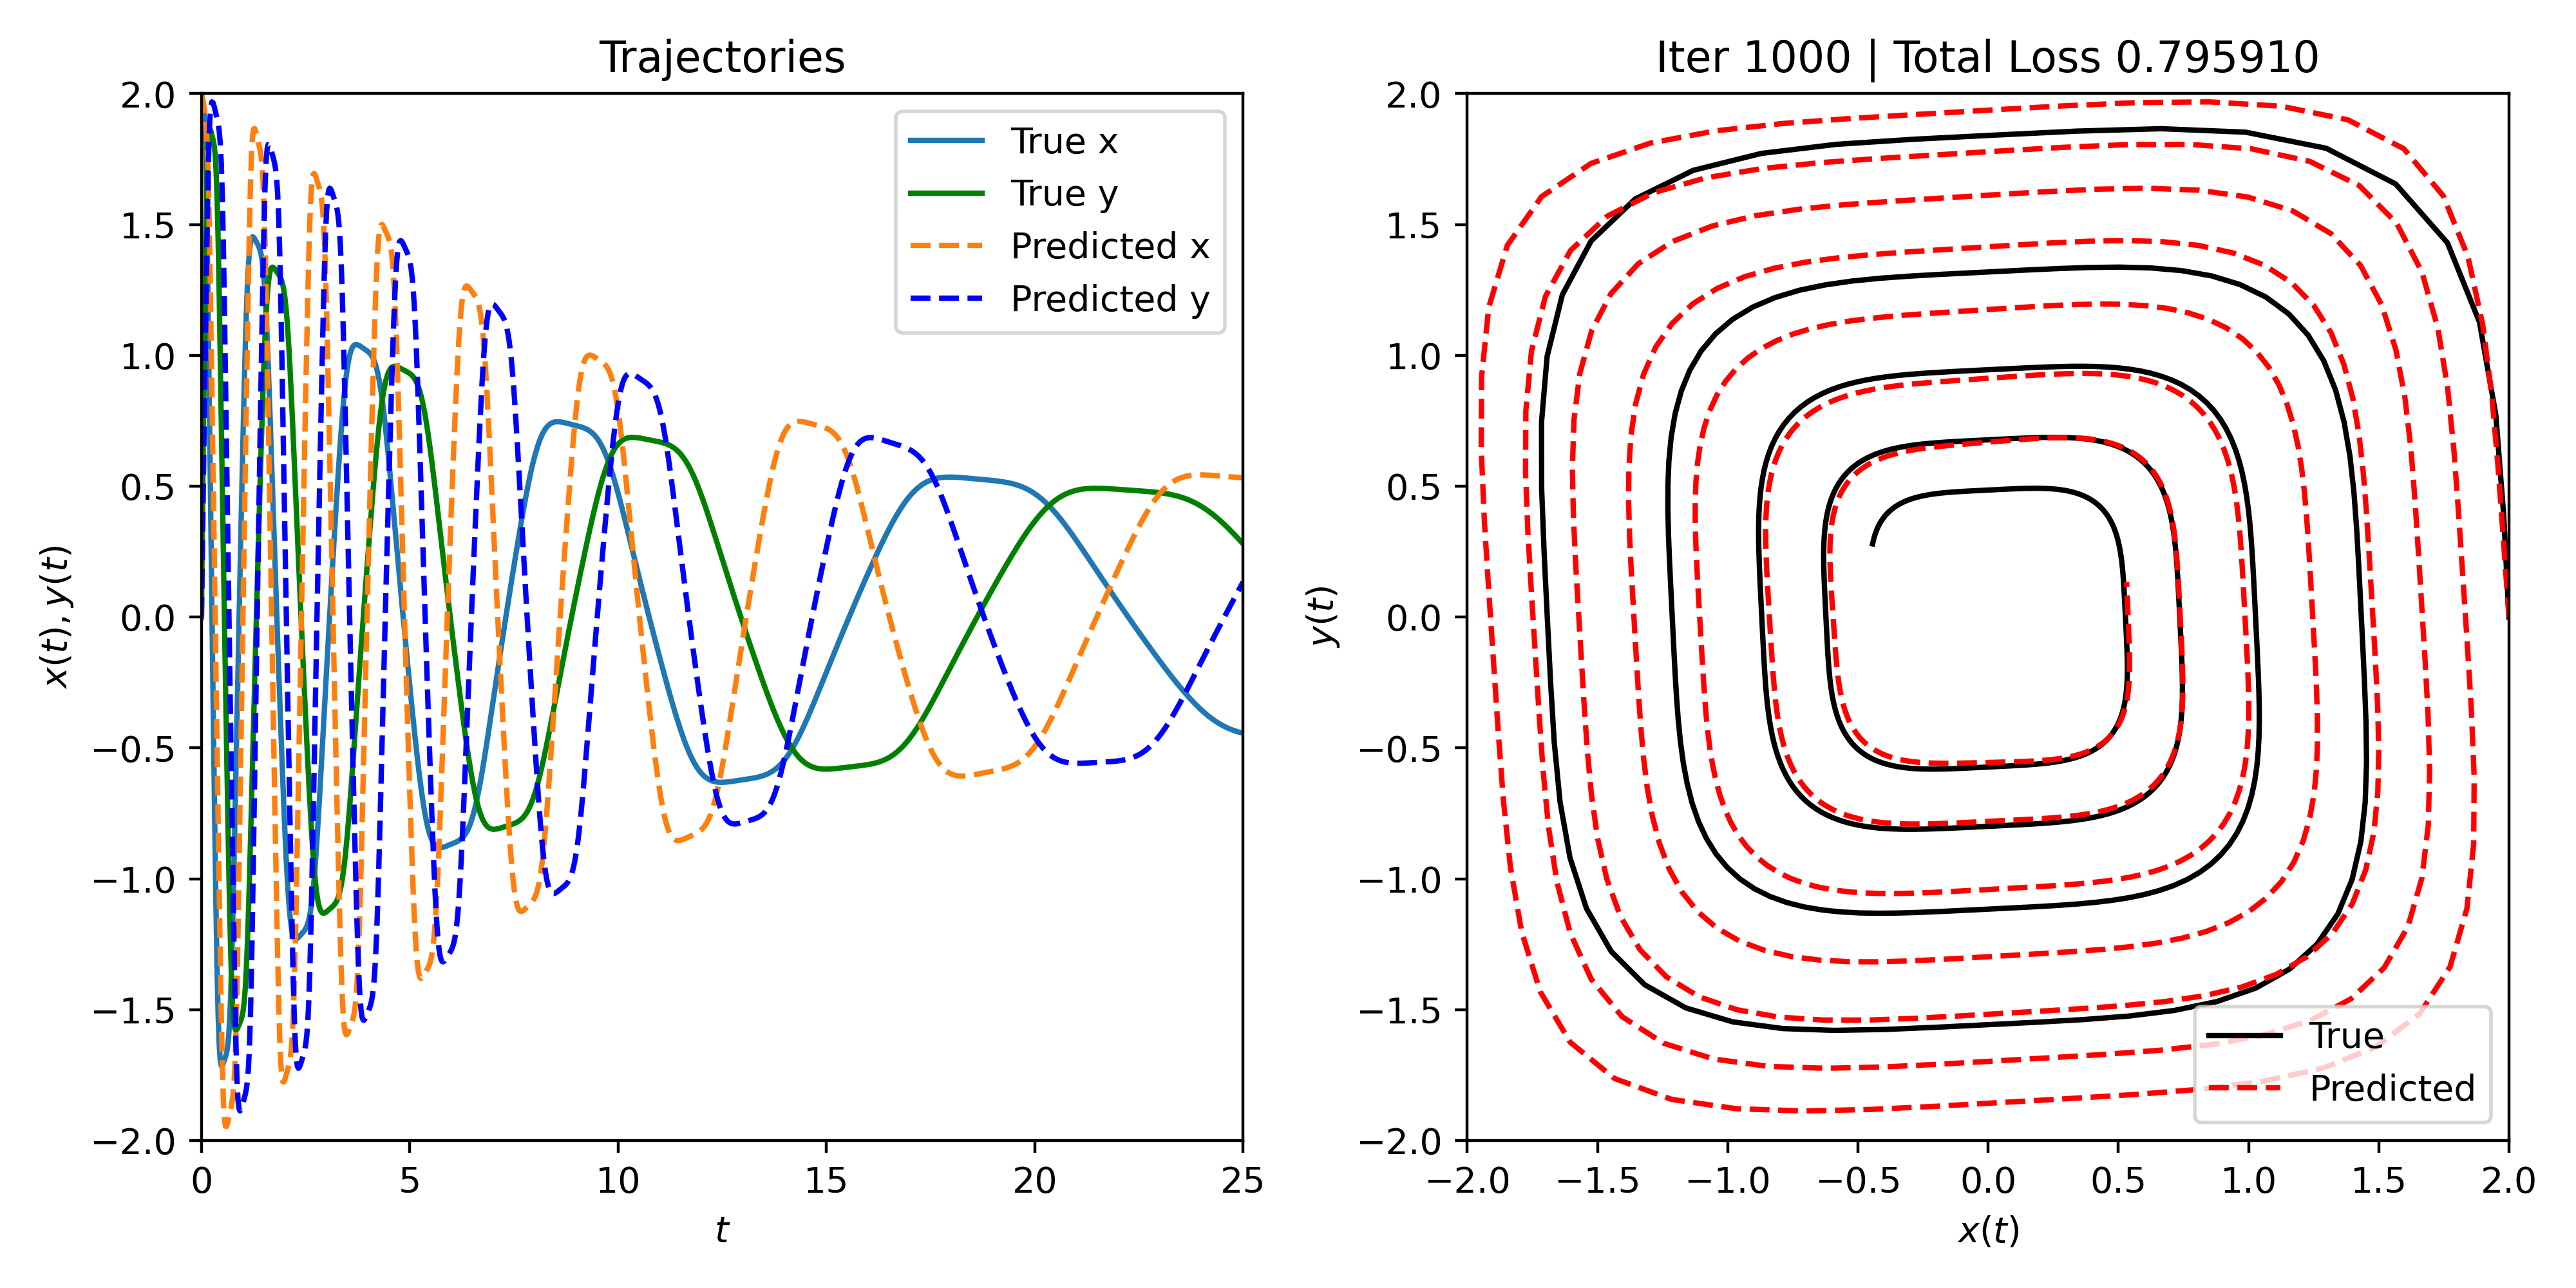 Trajectories
2.0
1.5
1.0
0.5
0.0
−0.5
−1.0
−1.5
−2.0
x(t), y(t)
0 5 10 15 20 25
t
True x
True y
Predicted x
Predicted y
Iter 1000 | Total Loss 0.795910
2.0
1.5
1.0
0.5
0.0
−0.5
−1.0
−1.5
−2.0
y(t)
−2.0 −1.5 −1.0 −0.5 0.0 0.5 1.0 1.5 2.0
x(t)
True
Predicted